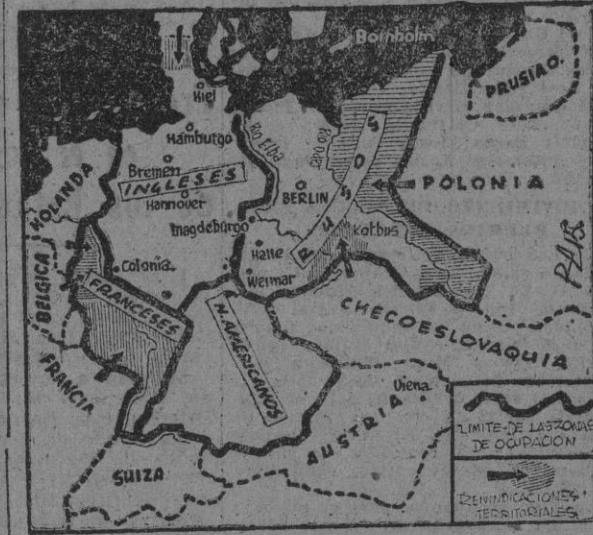 Bornholm
PRUSIA O.
Kiel
Hamburgo
Rio Elba
Rio Oder
HOLANDA
Bremen
INGLESES
Hannover
BERLIN
RUSOS
POLONIA
Magdeburgo
Kotbus
Halle
BELGICA
Colonia
Weimar
FRANCESES
N.AMERICANOS
CHECOESLOVAQUIA
FRANCIA
Viena
AUSTRIA
SUIZA
LIMITE-DE LAS ZONAS
DE OCUPACIÓN
REIVINDICACIONES
TERRITORIALES